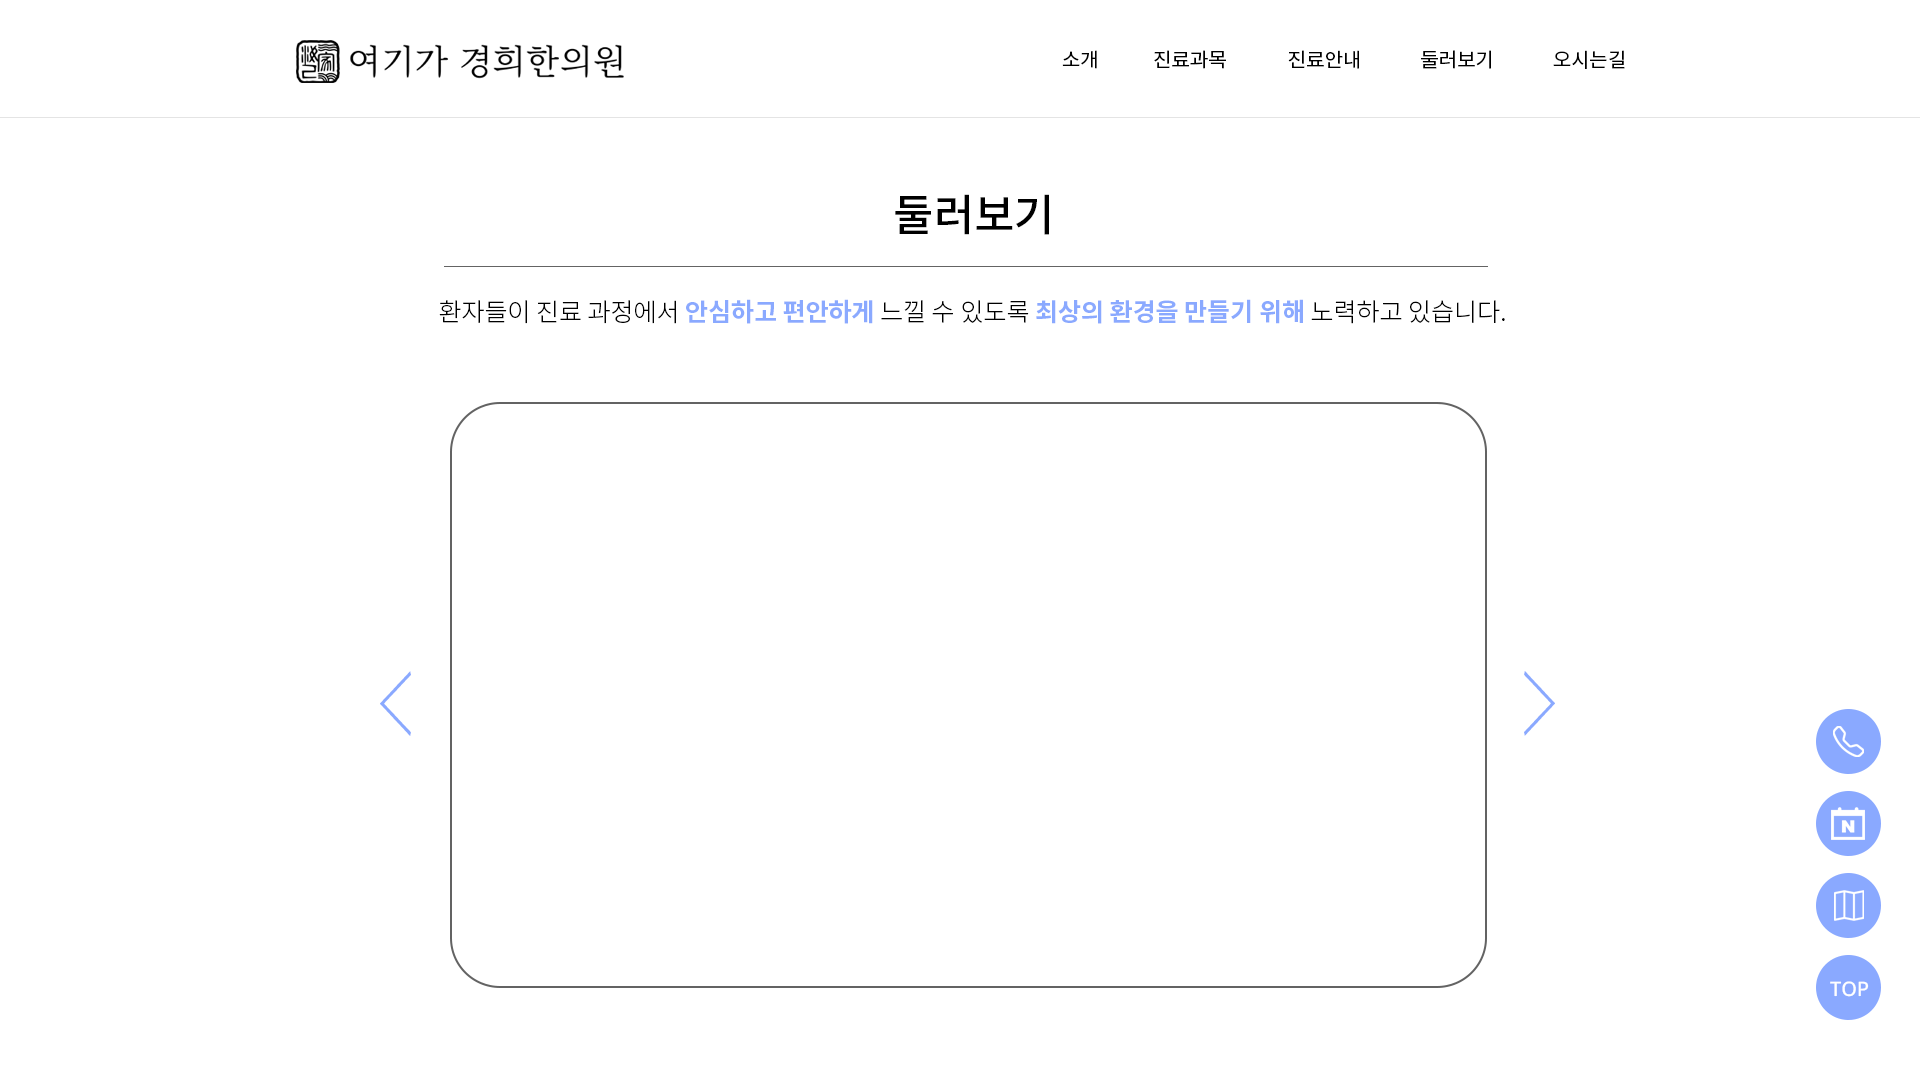 여기가 경희한의원
소개 진료과목 진료안내 둘러보기 오시는길
둘러보기
환자들이 진료 과정에서 안심하고 편안하게 느낄 수 있도록 최상의 환경을 만들기 위해 노력하고 있습니다.
N
TOP